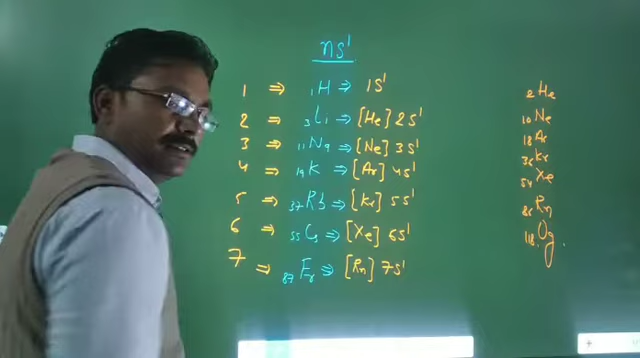 ns¹
1 ⇒ ₁H ⇒ 1s¹
2 ⇒ ₃Li ⇒ [He] 2s¹
3 ⇒ ₁₁Na ⇒ [Ne] 3s¹
4 ⇒ ₁₉K ⇒ [Ar] 4s¹
5 ⇒ ₃₇Rb ⇒ [Kr] 5s¹
6 ⇒ ₅₅Cs ⇒ [Xe] 6s¹
7 ⇒ ₈₇Fr ⇒ [Rn] 7s¹
₂He
₁₀Ne
₁₈Ar
₃₆Kr
₅₄Xe
₈₆Rn
₁₁₈Og.